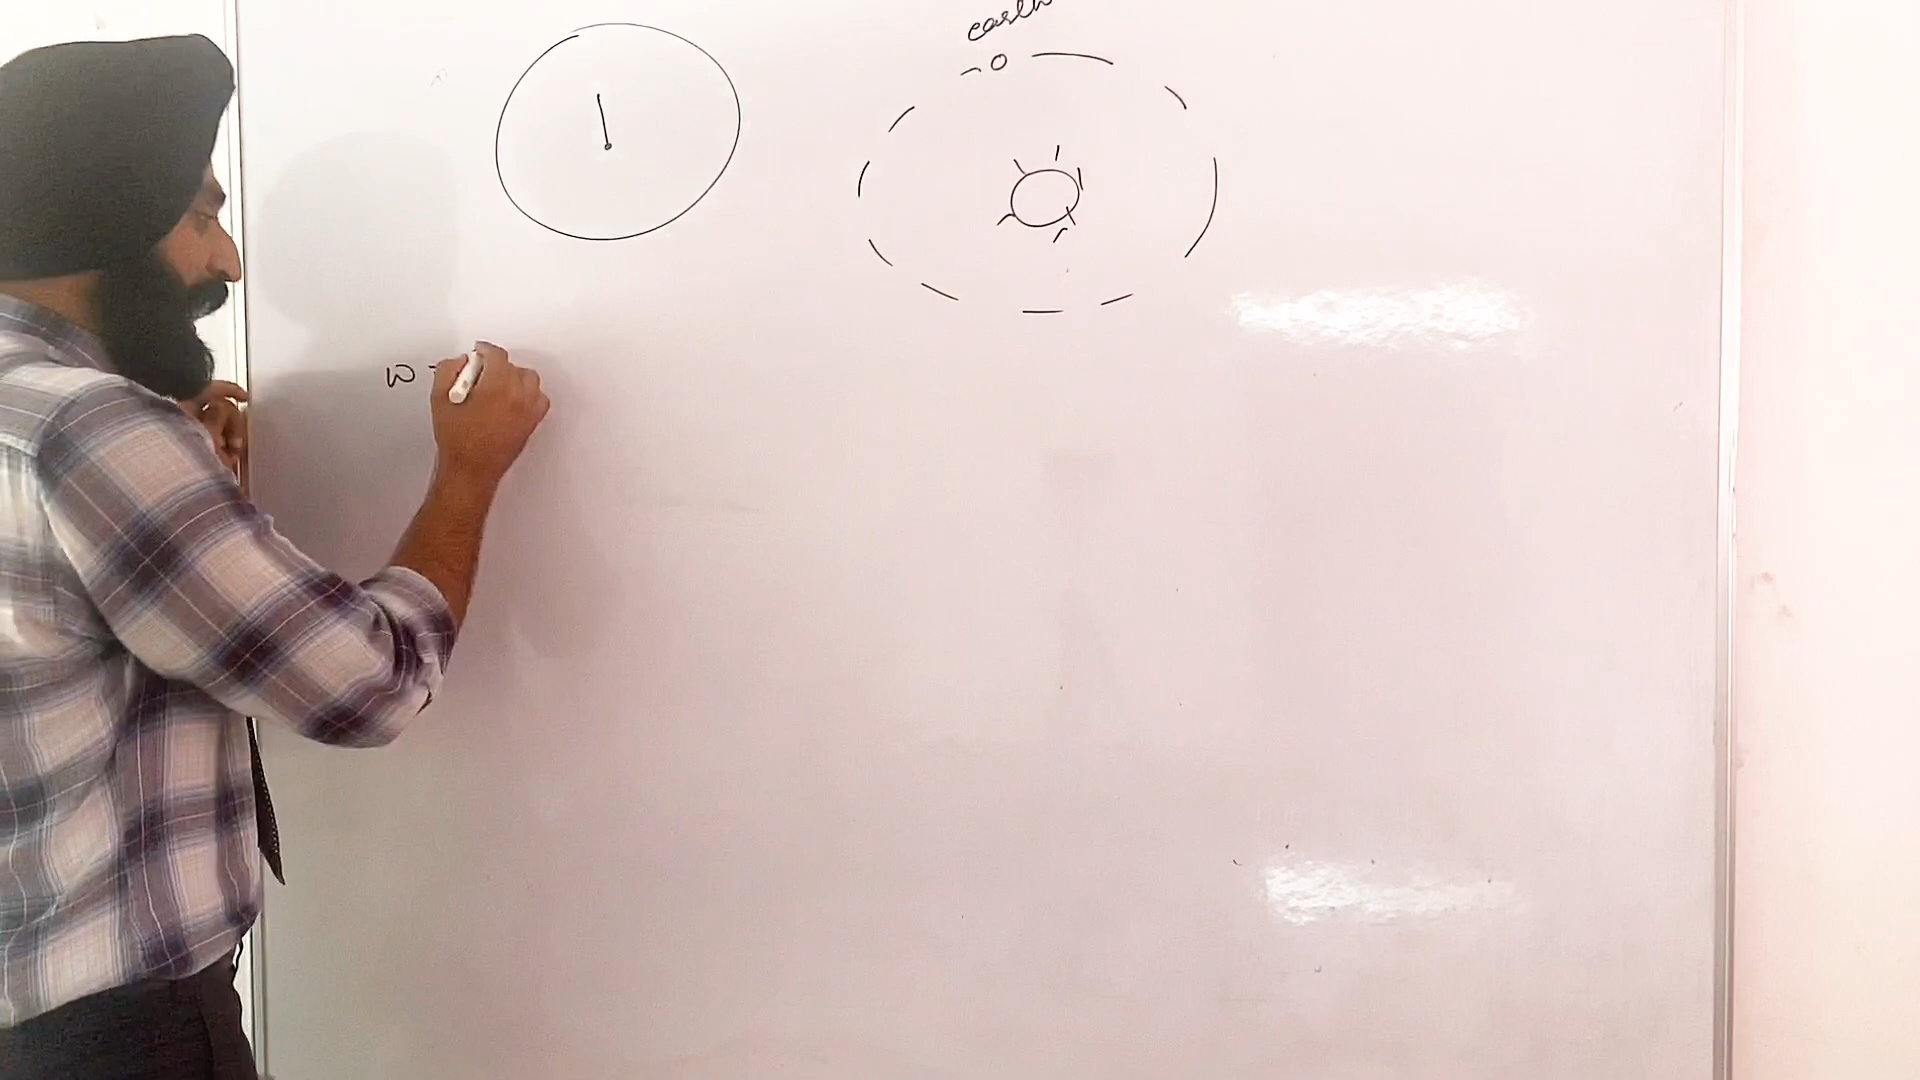 earth
ω =